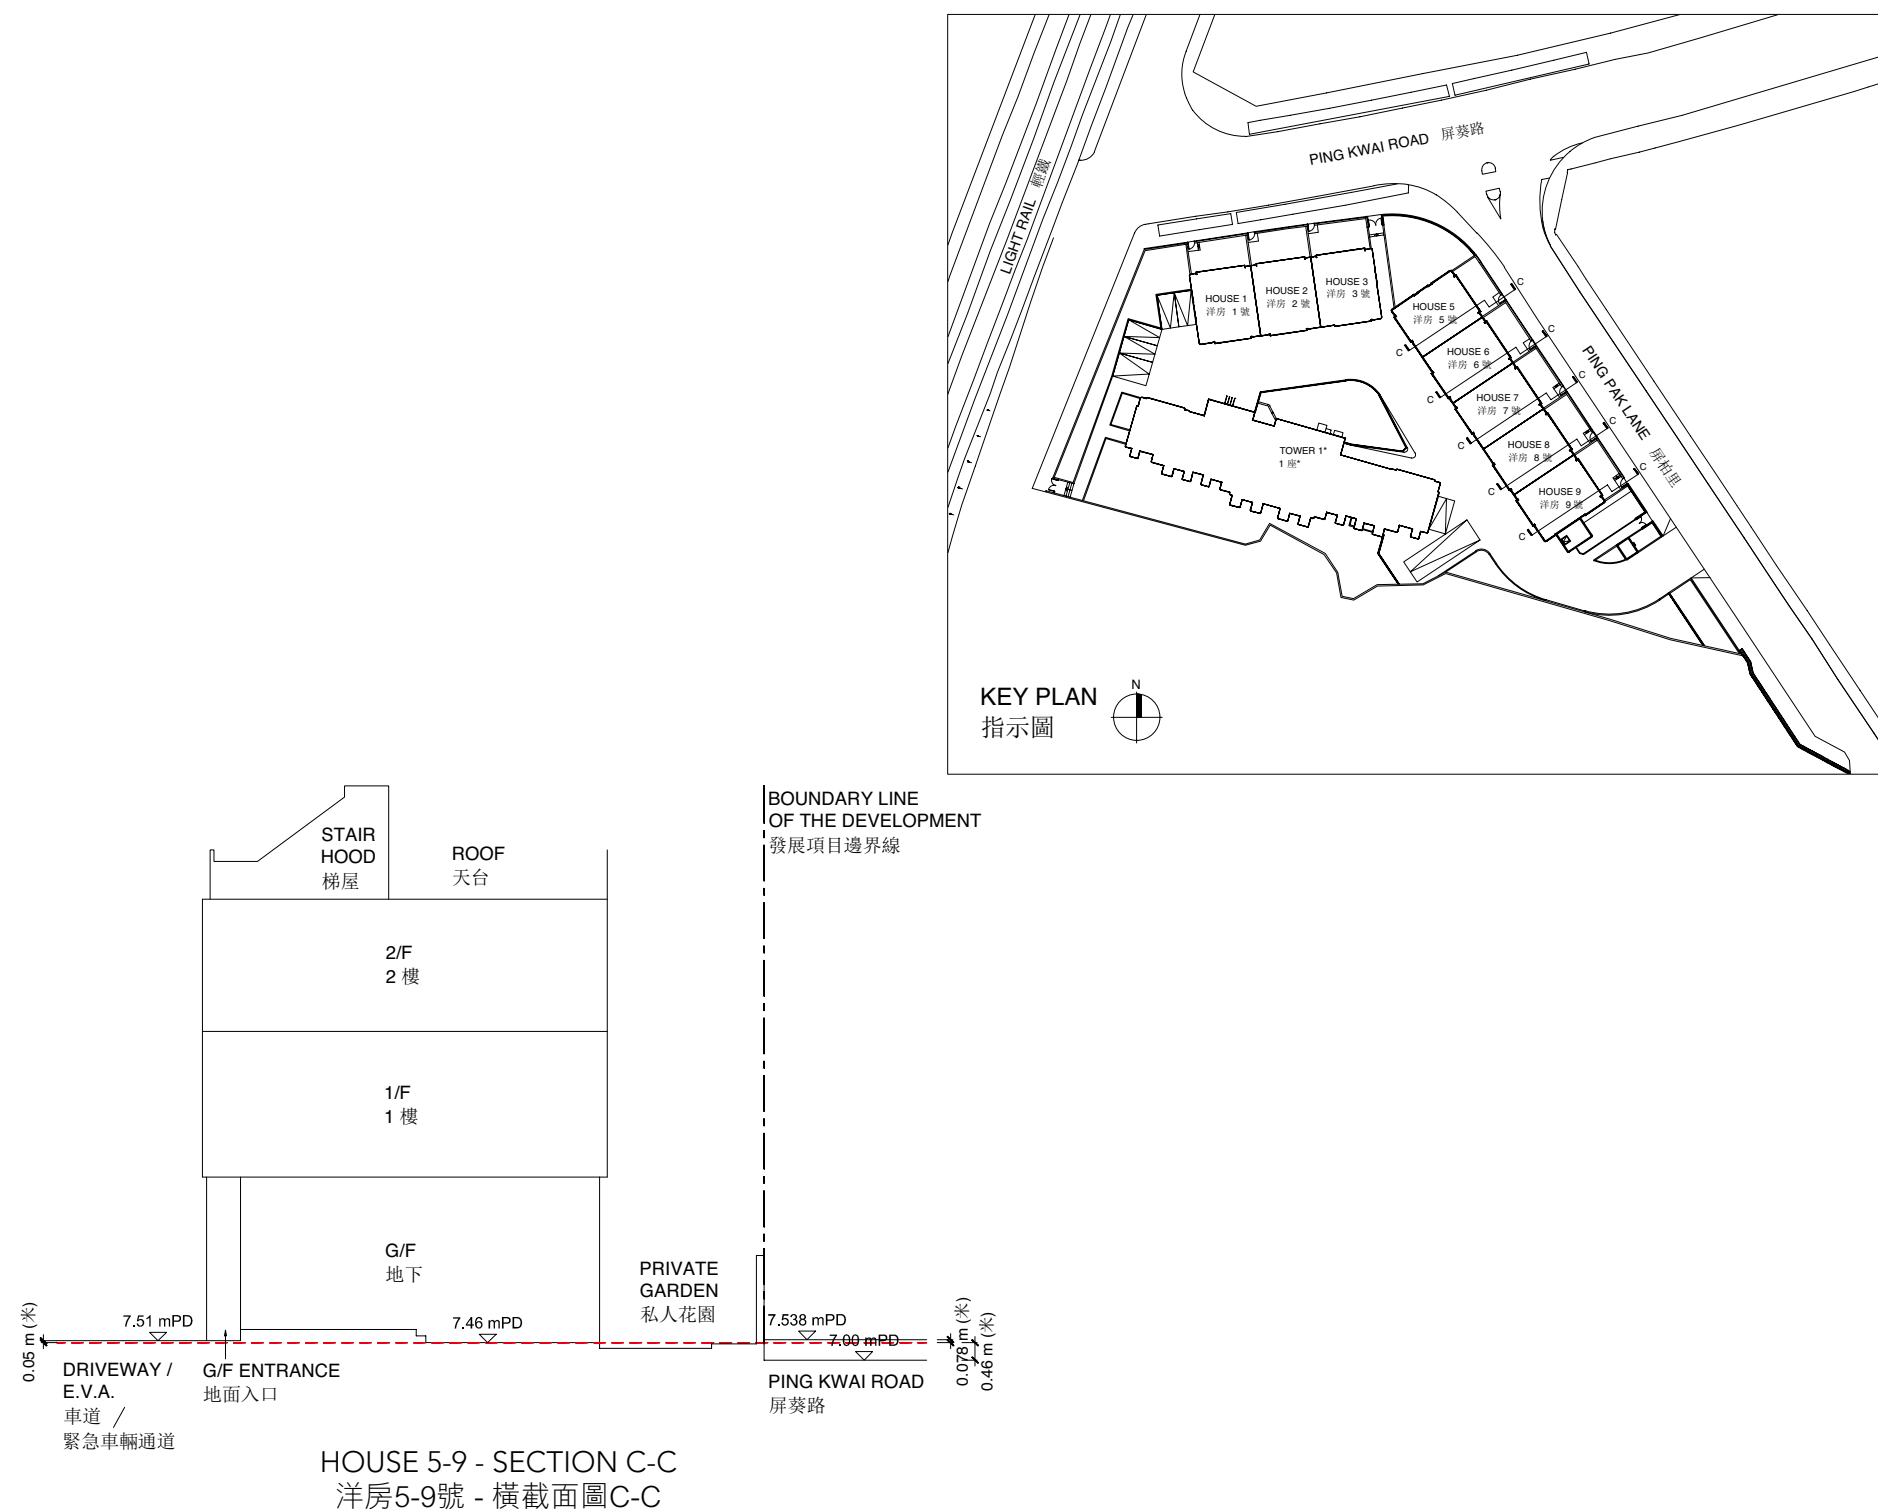 PING KWAI ROAD 屏葵路
LIGHT RAIL 輕鐵
HOUSE 1
洋房 1 號
HOUSE 2
洋房 2 號
HOUSE 3
洋房 3 號
HOUSE 5
洋房 5 號
HOUSE 6
洋房 6 號
HOUSE 7
洋房 7 號
HOUSE 8
洋房 8 號
HOUSE 9
洋房 9 號
C
C
C
C
C
C
C
C
C
C
PING PAK LANE 屏柏里
TOWER 1*
1 座*
KEY PLAN
指示圖
N
BOUNDARY LINE
OF THE DEVELOPMENT
發展項目邊界線
STAIR
HOOD
梯屋
ROOF
天台
2/F
2 樓
1/F
1 樓
G/F
地下
PRIVATE
GARDEN
私人花園
0.05 m (米)
7.51 mPD
7.46 mPD
7.538 mPD
7.00 mPD
0.078 m (米)
0.46 m (米)
DRIVEWAY /
E.V.A.
車道 /
緊急車輛通道
G/F ENTRANCE
地面入口
PING KWAI ROAD
屏葵路
HOUSE 5-9 - SECTION C-C
洋房5-9號 - 橫截面圖C-C